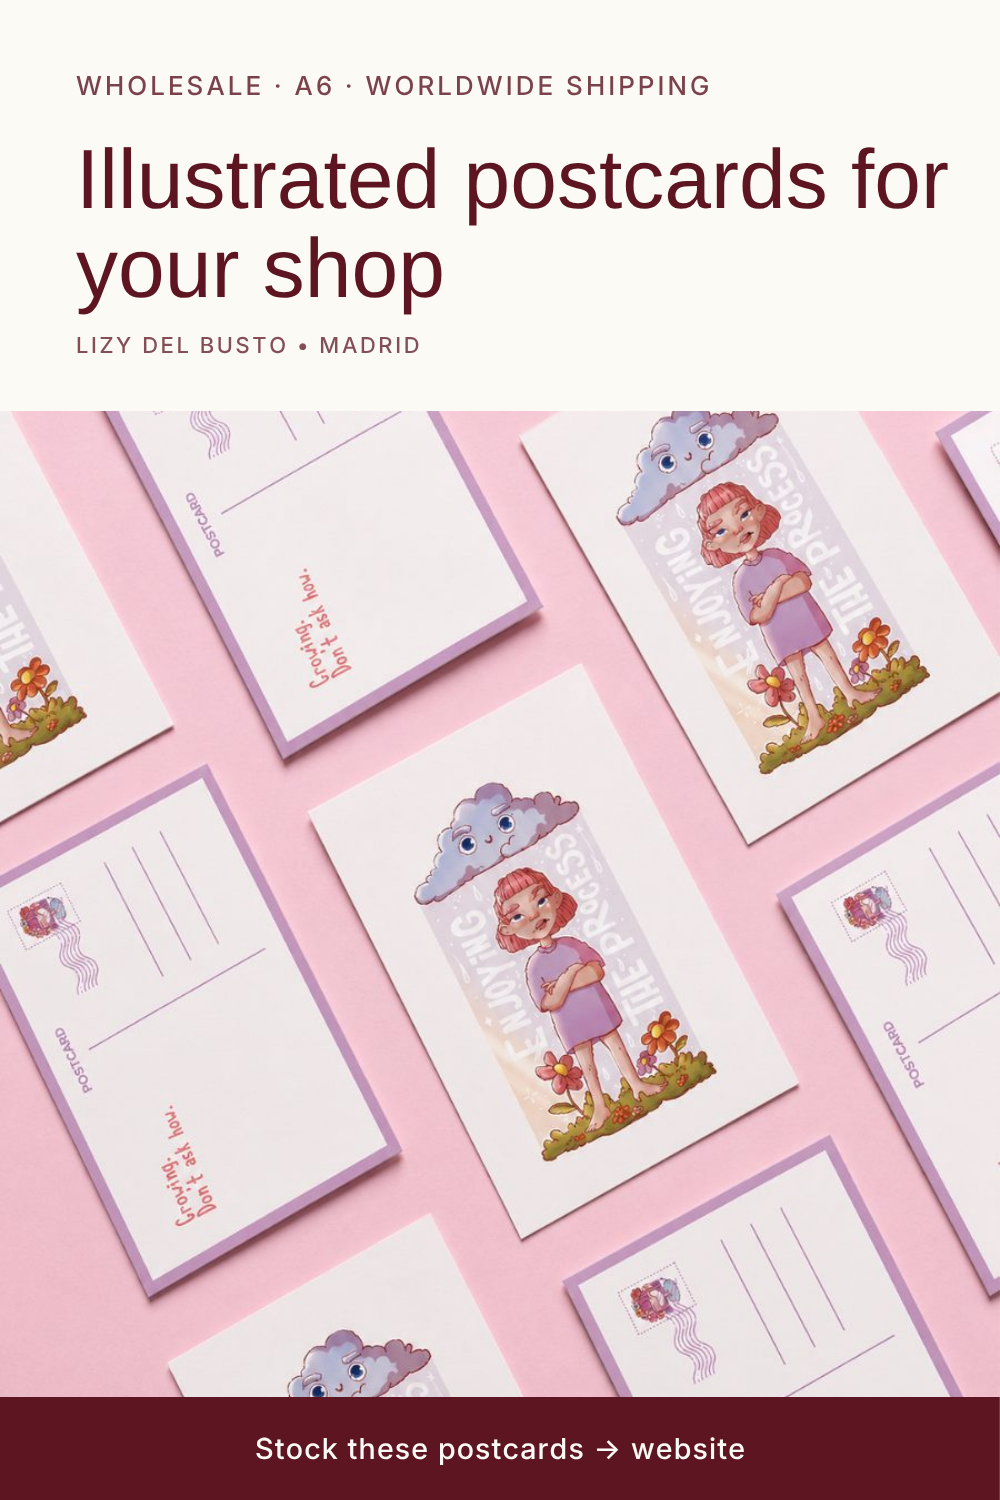 WHOLESALE · A6 · WORLDWIDE SHIPPING
Illustrated postcards for
your shop
LIZY DEL BUSTO • MADRID
POSTCARD
Growing.
Don't ask how.
ENJOYING
THE PROCESS
THE
ENJOYING
THE PROCESS
POSTCARD
Growing.
Don't ask how.
POSTCARD
Stock these postcards → website